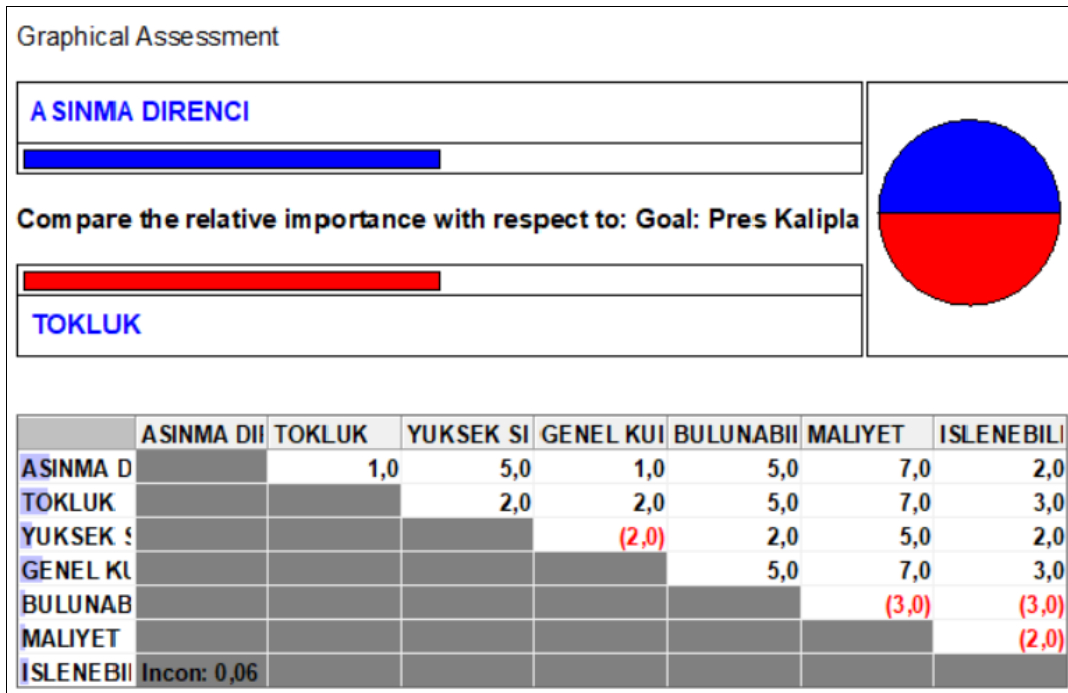 Graphical Assessment
ASINMA DIRENCI
Compare the relative importance with respect to: Goal: Pres Kalipla
TOKLUK
ASINMA DII TOKLUK YUKSEK SI GENEL KUI BULUNABII MALIYET ISLENEBILI
ASINMA D 1,0 5,0 1,0 5,0 7,0 2,0
TOKLUK 2,0 2,0 5,0 7,0 3,0
YUKSEK S (2,0) 2,0 5,0 2,0
GENEL KU 5,0 7,0 3,0
BULUNAB (3,0) (3,0)
MALIYET (2,0)
ISLENEBII Incon: 0,06